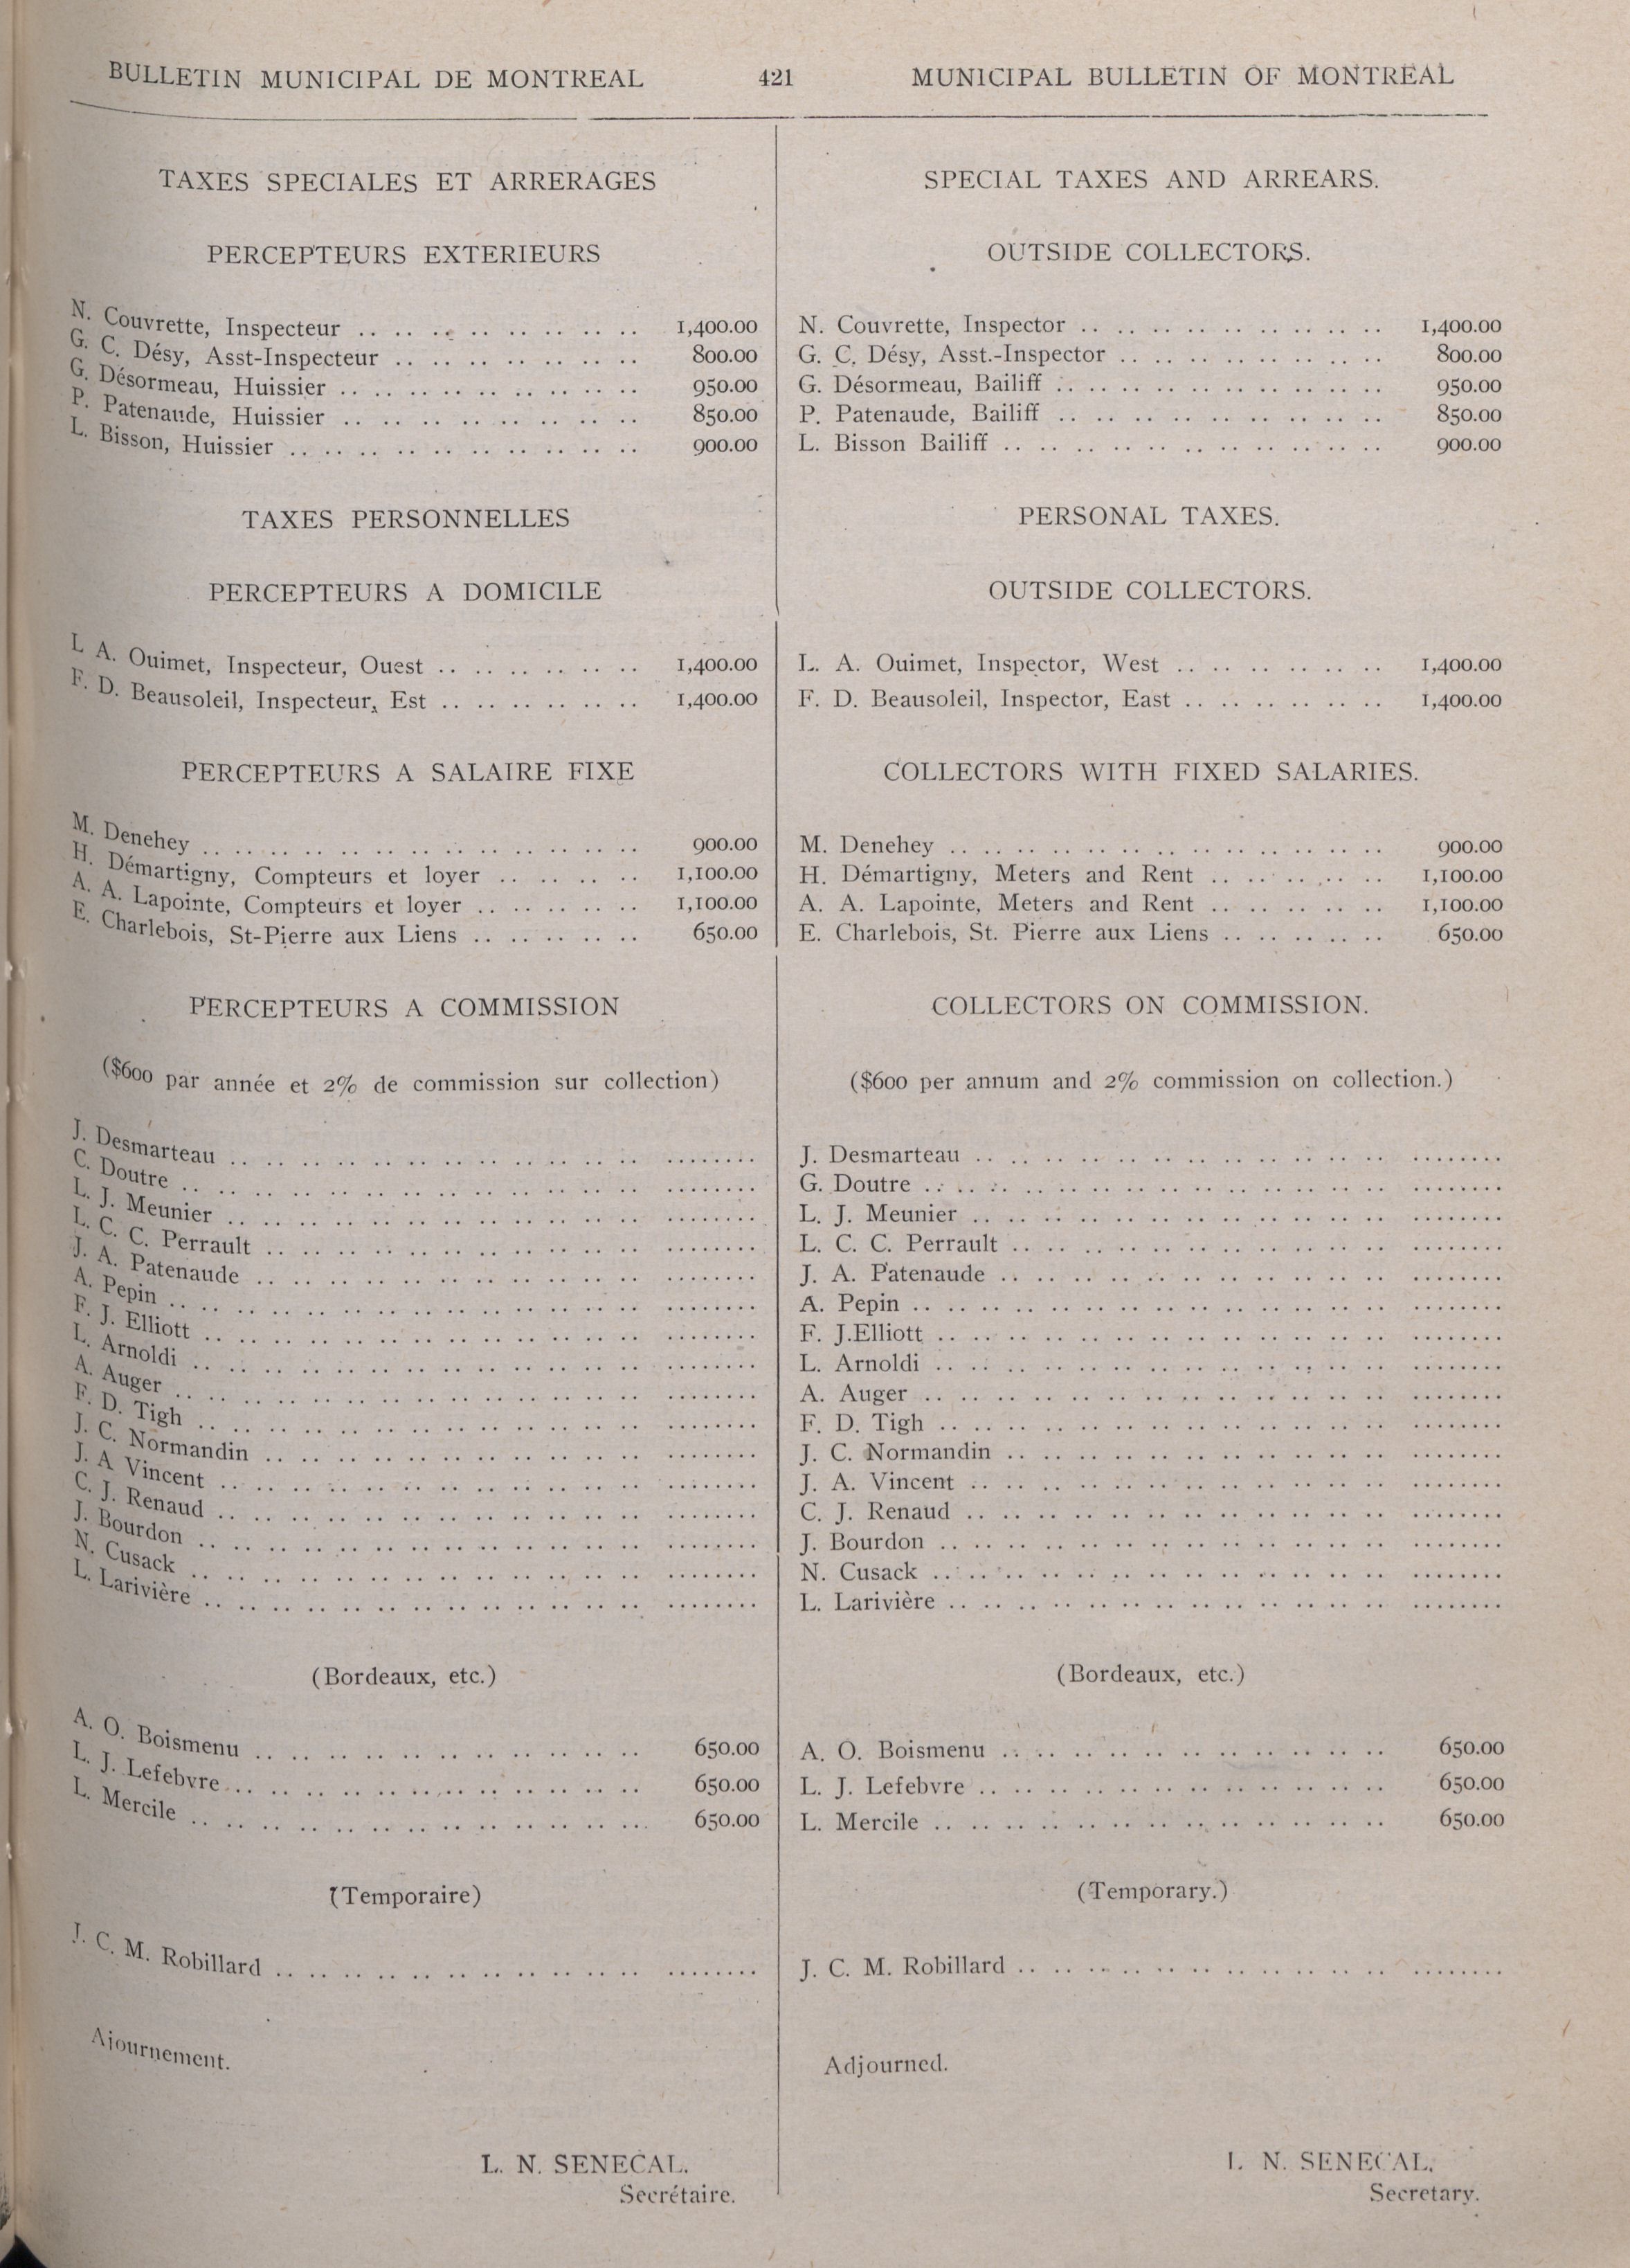 BULLETIN MUNICIPAL DE MONTREAL 421 MUNICIPAL BULLETIN OF MONTREAL
TAXES SPECIALES ET ARRERAGES
PERCEPTEURS EXTERIEURS
N. Couvrette, Inspecteur .. .. .. .. .. .. .. .. 1,400.00
G. C. Désy, Asst-Inspecteur .. .. .. .. .. .. .. 800.00
G. Désormeau, Huissier .. .. .. .. .. .. .. .. .. 950.00
P. Patenaude, Huissier .. .. .. .. .. .. .. .. .. 850.00
L. Bisson, Huissier .. .. .. .. .. .. .. .. .. .. 900.00
TAXES PERSONNELLES
PERCEPTEURS A DOMICILE
L A. Ouimet, Inspecteur, Ouest .. .. .. .. .. .. 1,400.00
F. D. Beausoleil, Inspecteur, Est .. .. .. .. .. .. 1,400.00
PERCEPTEURS A SALAIRE FIXE
M. Denehey .. .. .. .. .. .. .. .. .. .. .. .. .. 900.00
H. Démartigny, Compteurs et loyer .. .. .. .. .. 1,100.00
A. A. Lapointe, Compteurs et loyer .. .. .. .. .. 1,100.00
E. Charlebois, St-Pierre aux Liens .. .. .. .. .. 650.00
PERCEPTEURS A COMMISSION
($600 par année et 2% de commission sur collection)
J. Desmarteau .. .. .. .. .. .. .. .. .. .. .. .. ........
C. Doutre .. .. .. .. .. .. .. .. .. .. .. .. .. ........
L. J. Meunier .. .. .. .. .. .. .. .. .. .. .. .. ........
L. C. C. Perrault .. .. .. .. .. .. .. .. .. .. .. ........
J. A. Patenaude .. .. .. .. .. .. .. .. .. .. .. ........
A. Pepin .. .. .. .. .. .. .. .. .. .. .. .. .. .. ........
F. J. Elliott .. .. .. .. .. .. .. .. .. .. .. .. .. ........
L. Arnoldi .. .. .. .. .. .. .. .. .. .. .. .. .. ........
A. Auger .. .. .. .. .. .. .. .. .. .. .. .. .. .. ........
F. D. Tigh .. .. .. .. .. .. .. .. .. .. .. .. .. ........
J. C. Normandin .. .. .. .. .. .. .. .. .. .. .. ........
J. A Vincent .. .. .. .. .. .. .. .. .. .. .. .. ........
C. J. Renaud .. .. .. .. .. .. .. .. .. .. .. .. ........
J. Bourdon .. .. .. .. .. .. .. .. .. .. .. .. .. ........
N. Cusack .. .. .. .. .. .. .. .. .. .. .. .. .. ........
L. Larivière .. .. .. .. .. .. .. .. .. .. .. .. .. ........
(Bordeaux, etc.)
A. O. Boismenu .. .. .. .. .. .. .. .. .. .. .. 650.00
L. J. Lefebvre .. .. .. .. .. .. .. .. .. .. .. .. 650.00
L. Mercile .. .. .. .. .. .. .. .. .. .. .. .. ... 650.00
(Temporaire)
J. C. M. Robillard .. .. .. .. .. .. .. .. .. .. .. ........
Ajournement.
L. N. SENECAL.
Secrétaire.
SPECIAL TAXES AND ARREARS.
OUTSIDE COLLECTORS.
N. Couvrette, Inspector .. .. .. .. .. .. .. .. .. 1,400.00
G. C. Désy, Asst.-Inspector .. .. .. .. .. .. .. .. 800.00
G. Désormeau, Bailiff .. .. .. .. .. .. .. .. .. 950.00
P. Patenaude, Bailiff .. .. .. .. .. .. .. .. .. 850.00
L. Bisson Bailiff .. .. .. .. .. .. .. .. .. .. .. 900.00
PERSONAL TAXES.
OUTSIDE COLLECTORS.
L. A. Ouimet, Inspector, West .. .. .. .. .. .. 1,400.00
F. D. Beausoleil, Inspector, East .. .. .. .. .. .. 1,400.00
COLLECTORS WITH FIXED SALARIES.
M. Denehey .. .. .. .. .. .. .. .. .. .. .. .. .. 900.00
H. Démartigny, Meters and Rent .. .. .. .. .. 1,100.00
A. A. Lapointe, Meters and Rent .. .. .. .. .. 1,100.00
E. Charlebois, St. Pierre aux Liens .. .. .. .. .. 650.00
COLLECTORS ON COMMISSION.
($600 per annum and 2% commission on collection.)
J. Desmarteau .. .. .. .. .. .. .. .. .. .. .. .. ........
G. Doutre .. .. .. .. .. .. .. .. .. .. .. .. .. .. ........
L. J. Meunier .. .. .. .. .. .. .. .. .. .. .. .. ........
L. C. C. Perrault .. .. .. .. .. .. .. .. .. .. .. ........
J. A. Patenaude .. .. .. .. .. .. .. .. .. .. .. ........
A. Pepin .. .. .. .. .. .. .. .. .. .. .. .. .. .. ........
F. J.Elliott .. .. .. .. .. .. .. .. .. .. .. .. .. ........
L. Arnoldi .. .. .. .. .. .. .. .. .. .. .. .. .. ........
A. Auger .. .. .. .. .. .. .. .. .. .. .. .. .. .. ........
F. D. Tigh .. .. .. .. .. .. .. .. .. .. .. .. .. ........
J. C. Normandin .. .. .. .. .. .. .. .. .. .. .. ........
J. A. Vincent .. .. .. .. .. .. .. .. .. .. .. .. ........
C. J. Renaud .. .. .. .. .. .. .. .. .. .. .. .. ........
J. Bourdon .. .. .. .. .. .. .. .. .. .. .. .. .. ........
N. Cusack .. .. .. .. .. .. .. .. .. .. .. .. .. ........
L. Larivière .. .. .. .. .. .. .. .. .. .. .. .. .. ........
(Bordeaux, etc.)
A. O. Boismenu .. .. .. .. .. .. .. .. .. .. .. 650.00
L. J. Lefebvre .. .. .. .. .. .. .. .. .. .. .. .. 650.00
L. Mercile .. .. .. .. .. .. .. .. .. .. .. .. .. 650.00
(Temporary.)
J. C. M. Robillard .. .. .. .. .. .. .. .. .. .. .. ........
Adjourned.
L. N. SENECAL,
Secretary.